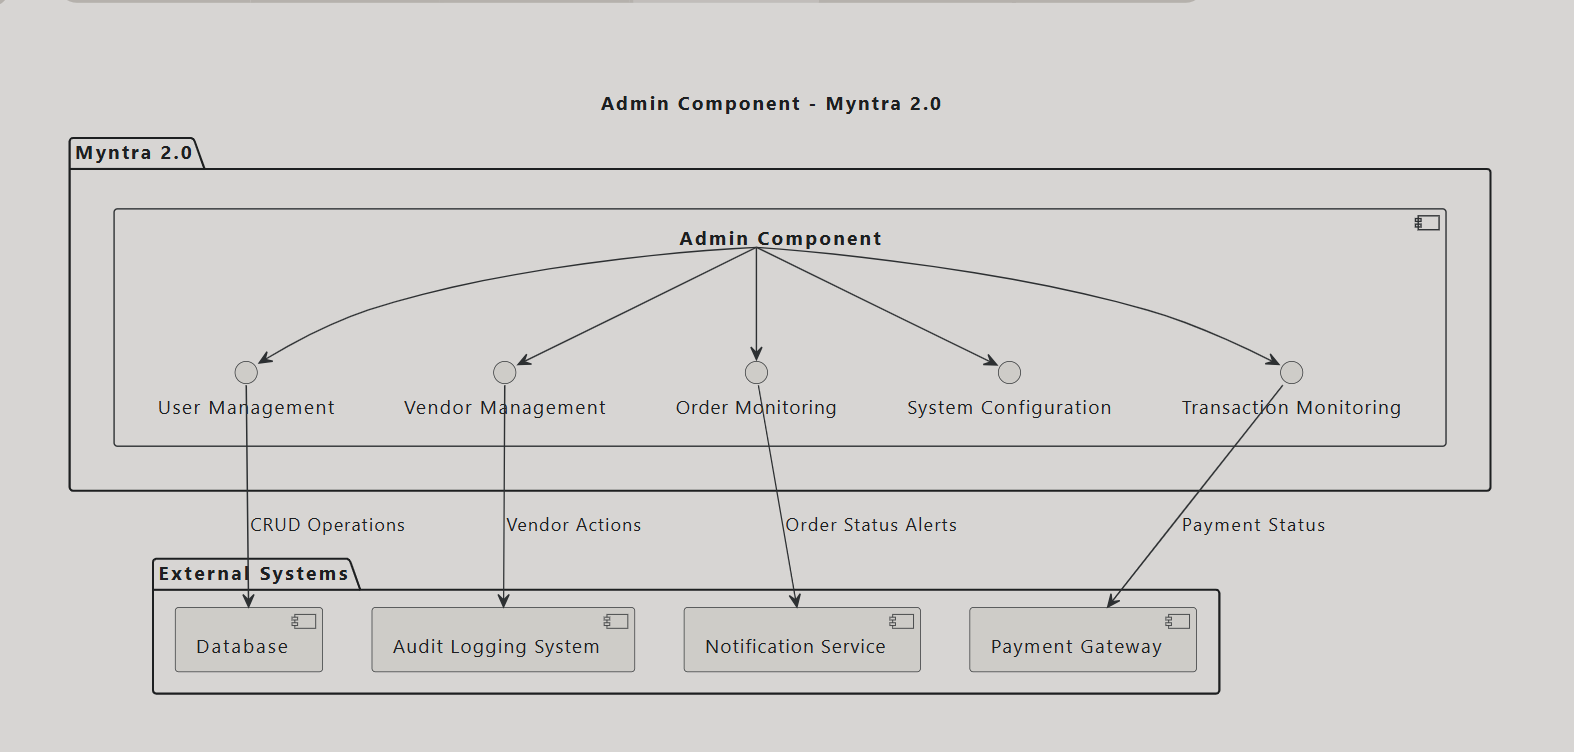 Admin Component - Myntra 2.0
Myntra 2.0
Admin Component
User Management
Vendor Management
Order Monitoring
System Configuration
Transaction Monitoring
CRUD Operations
Vendor Actions
Order Status Alerts
Payment Status
External Systems
Database
Audit Logging System
Notification Service
Payment Gateway